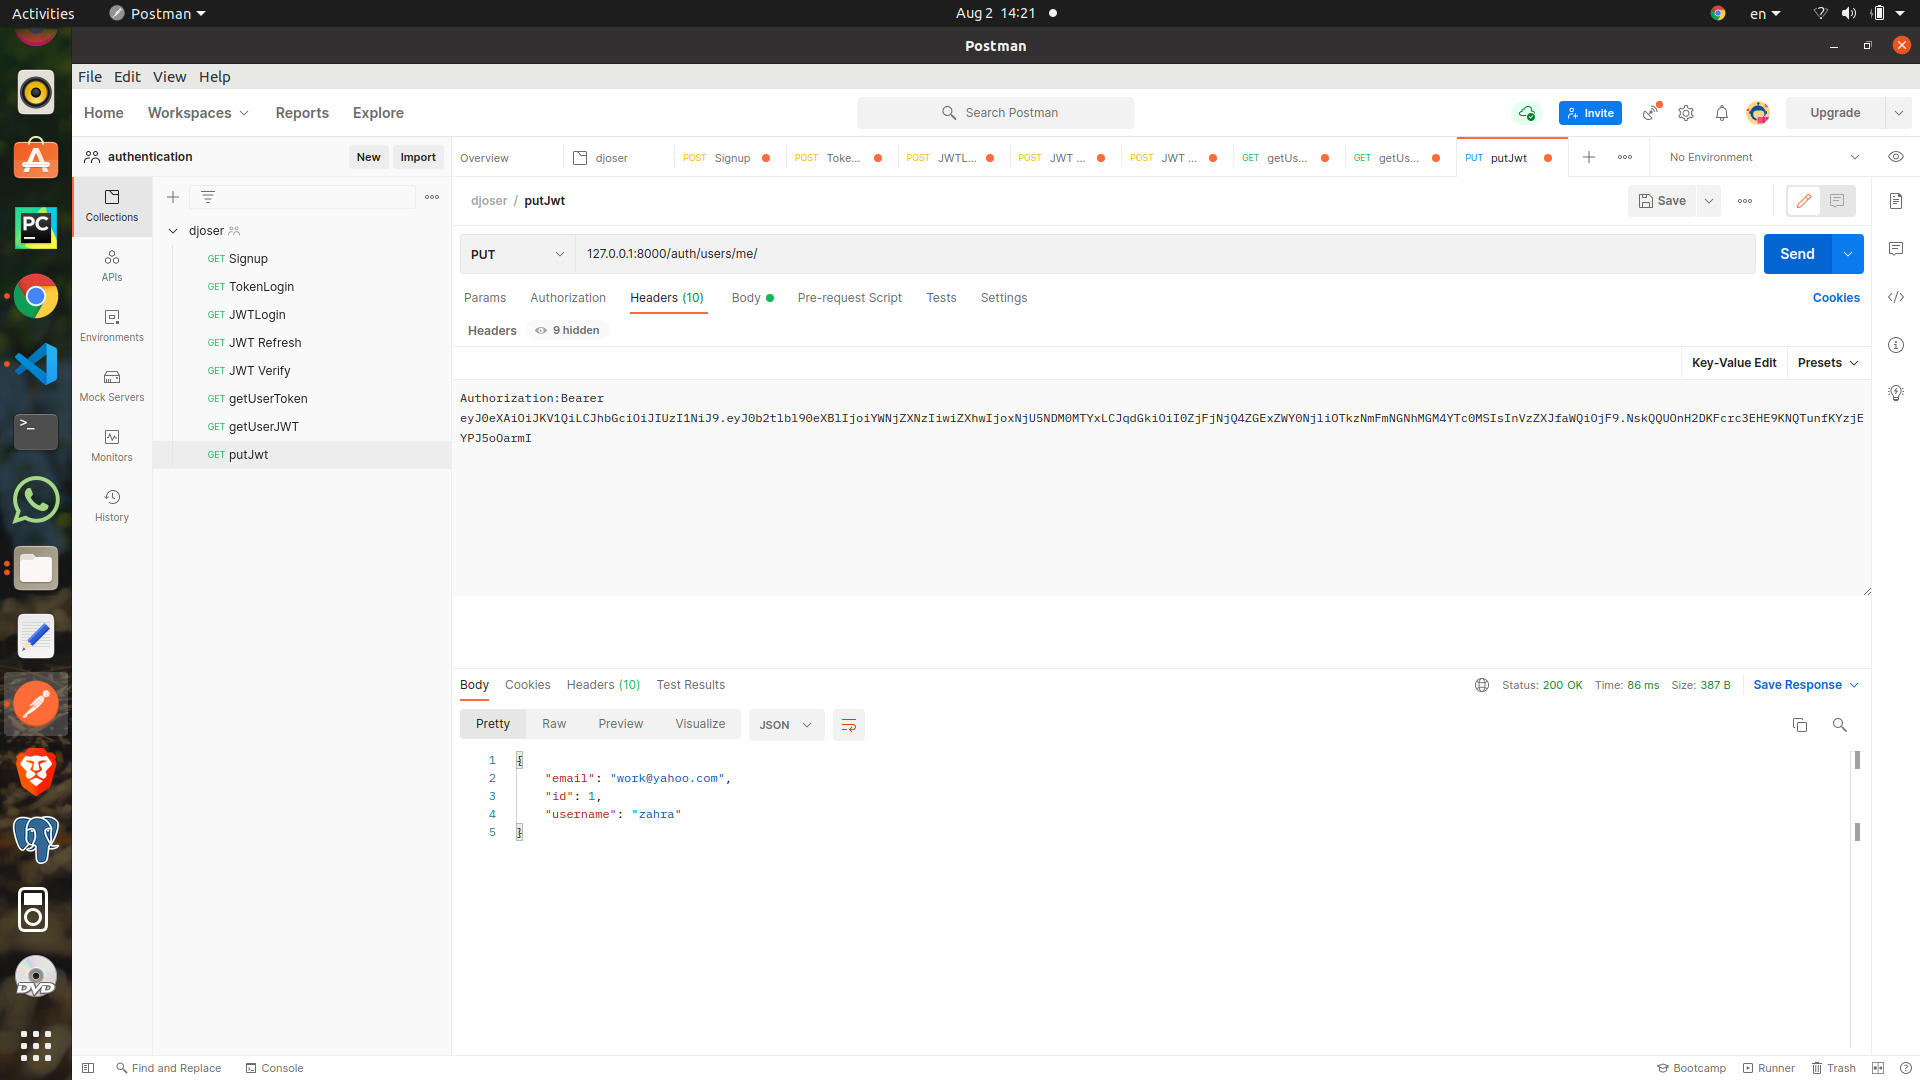 Activities
Postman
Aug 2 14:21
en
Postman
File Edit View Help
Home Workspaces Reports Explore
Search Postman
Invite
Upgrade
authentication
New Import
Overview
djoser
POST Signup
POST Toke...
POST JWTL...
POST JWT ...
POST JWT ...
GET getUs...
GET getUs...
PUT putJwt
No Environment
Collections
APIs
Environments
Mock Servers
Monitors
History
djoser
GET Signup
GET TokenLogin
GET JWTLogin
GET JWT Refresh
GET JWT Verify
GET getUserToken
GET getUserJWT
GET putJwt
djoser / putJwt
Save
PUT
127.0.0.1:8000/auth/users/me/
Send
Params Authorization Headers (10) Body Pre-request Script Tests Settings
Cookies
Headers 9 hidden
Key-Value Edit Presets
Authorization:Bearer
eyJ0eXAiOiJKV1QiLCJhbGciOiJIUzI1NiJ9.eyJ0b2tlbl90eXBlIjoiYWNjZXNzIiwiZXhwIjoxNjU5NDM0MTYxLCJqdGkiOiI0ZjFjNjQ4ZGExZWY0NjliOTkzNmFmNGNhMGM4YTc0MSIsInVzZXJfaWQiOjF9.NskQQUOnH2DKFcrc3EHE9KNQTunfKYzjE
YPJ5oOarmI
Body Cookies Headers (10) Test Results
Status: 200 OK Time: 86 ms Size: 387 B Save Response
Pretty Raw Preview Visualize JSON
1 {
2 "email": "work@yahoo.com",
3 "id": 1,
4 "username": "zahra"
5 }
Find and Replace Console
Bootcamp Runner Trash
PC
>_
DVD